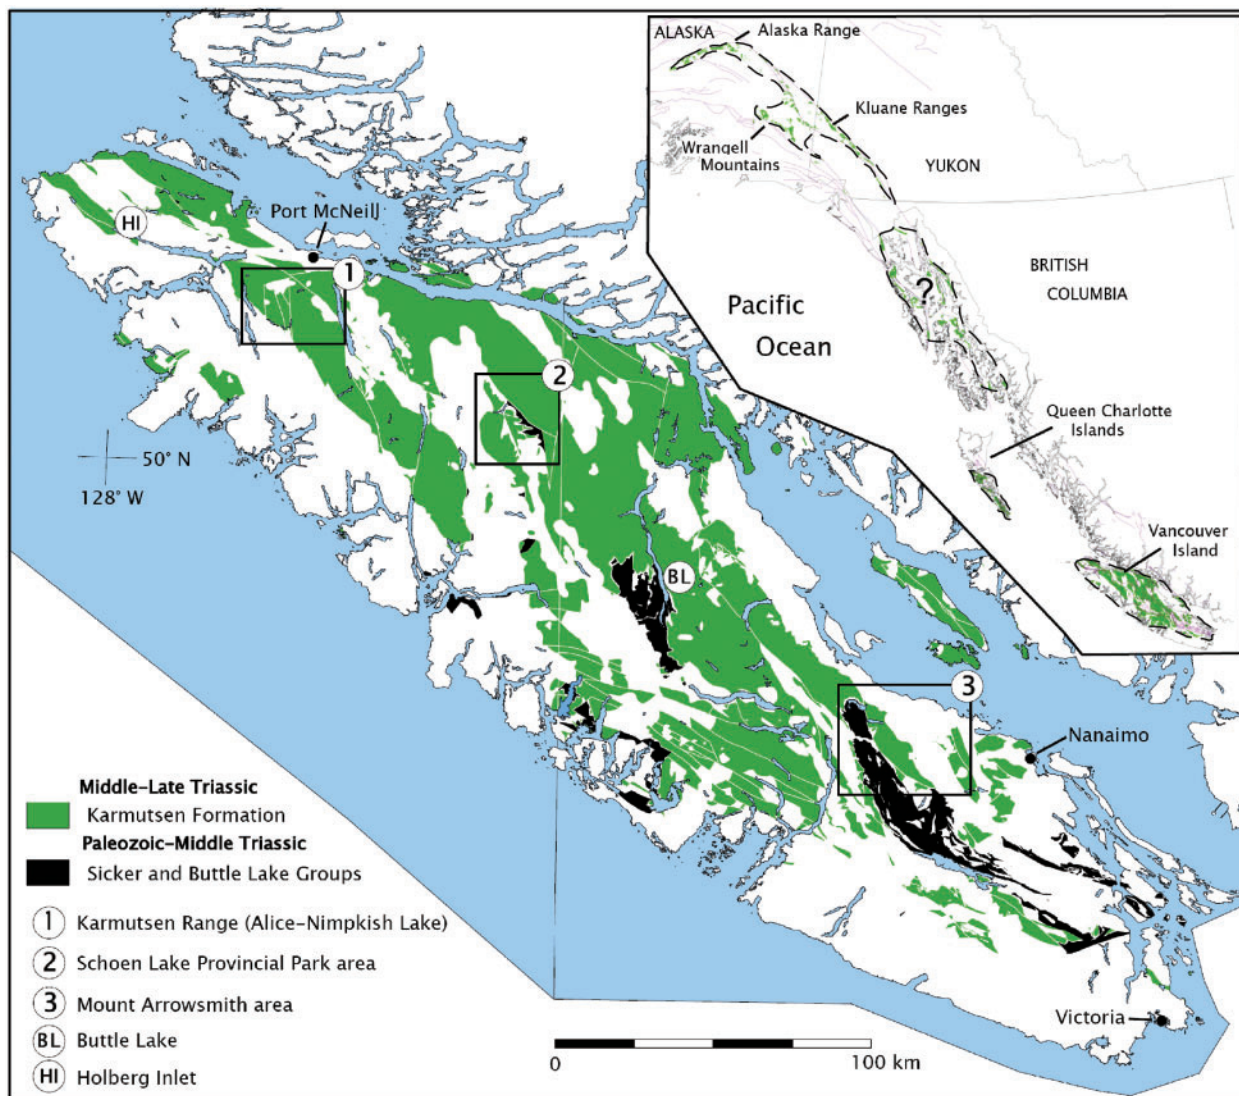 ALASKA
Alaska Range
Kluane Ranges
Wrangell
Mountains
YUKON
BRITISH
COLUMBIA
?
Pacific
Ocean
Queen Charlotte
Islands
Vancouver
Island
HI
Port McNeill
1
2
50° N
128° W
BL
3
Nanaimo
Victoria
Middle–Late Triassic
Karmutsen Formation
Paleozoic–Middle Triassic
Sicker and Buttle Lake Groups
1 Karmutsen Range (Alice–Nimpkish Lake)
2 Schoen Lake Provincial Park area
3 Mount Arrowsmith area
BL Buttle Lake
HI Holberg Inlet
0 100 km